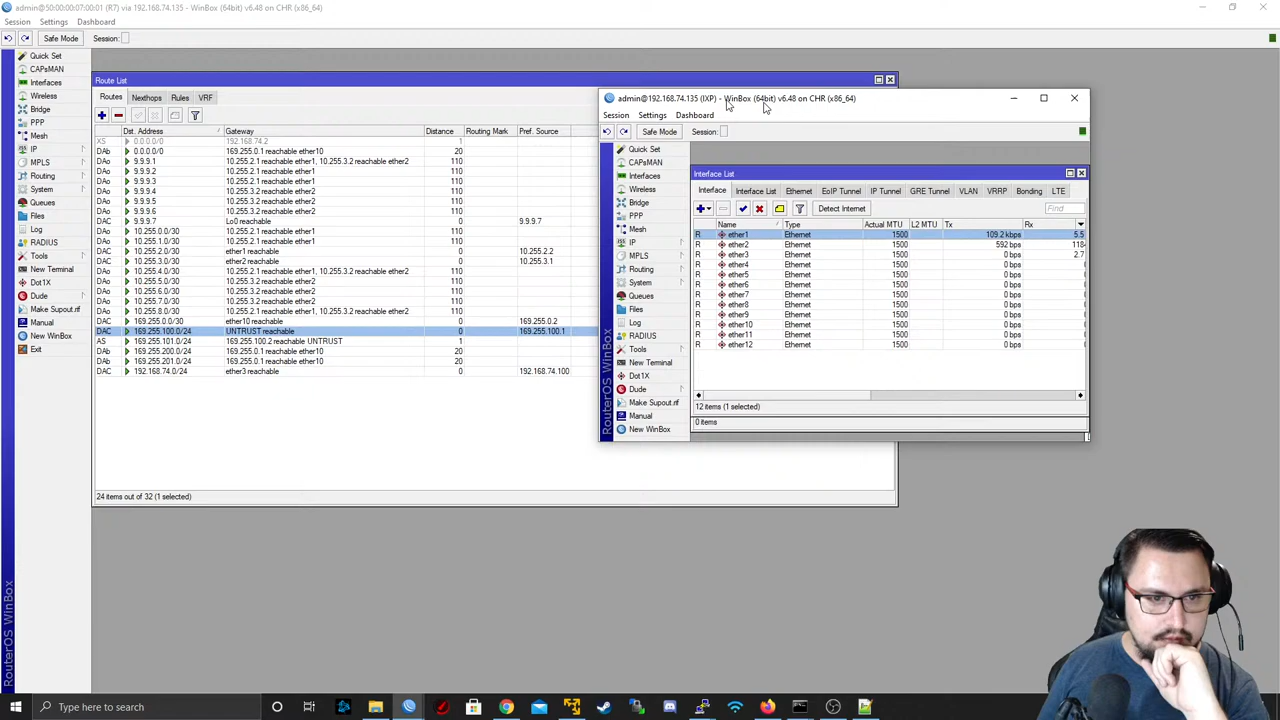 admin@50:00:00:07:00:01 (R7) via 192.168.74.135 - WinBox (64bit) v6.48 on CHR (x86_64)
Session Settings Dashboard
Safe Mode Session:
Quick Set
CAPsMAN
Interfaces
Wireless
Bridge
PPP
Mesh
IP
MPLS
Routing
System
Queues
Files
Log
RADIUS
Tools
New Terminal
Dot1X
Dude
Make Supout.rif
Manual
New WinBox
Exit
RouterOS WinBox
Route List
Routes Nexthops Rules VRF
Dst. Address Gateway Distance Routing Mark Pref. Source
XS 0.0.0.0/0 192.168.74.2 1
DAb 0.0.0.0/0 169.255.0.1 reachable ether10 20
DAo 9.9.9.1 10.255.2.1 reachable ether1, 10.255.3.2 reachable ether2 110
DAo 9.9.9.2 10.255.2.1 reachable ether1 110
DAo 9.9.9.3 10.255.2.1 reachable ether1 110
DAo 9.9.9.4 10.255.3.2 reachable ether2 110
DAo 9.9.9.5 10.255.3.2 reachable ether2 110
DAo 9.9.9.6 10.255.3.2 reachable ether2 110
DAC 9.9.9.7 Lo0 reachable 0 9.9.9.7
DAo 10.255.0.0/30 10.255.2.1 reachable ether1 110
DAo 10.255.1.0/30 10.255.2.1 reachable ether1 110
DAC 10.255.2.0/30 ether1 reachable 0 10.255.2.2
DAC 10.255.3.0/30 ether2 reachable 0 10.255.3.1
DAo 10.255.4.0/30 10.255.2.1 reachable ether1, 10.255.3.2 reachable ether2 110
DAo 10.255.5.0/30 10.255.3.2 reachable ether2 110
DAo 10.255.6.0/30 10.255.3.2 reachable ether2 110
DAo 10.255.7.0/30 10.255.3.2 reachable ether2 110
DAo 10.255.8.0/30 10.255.2.1 reachable ether1, 10.255.3.2 reachable ether2 110
DAC 169.255.0.0/30 ether10 reachable 0 169.255.0.2
DAC 169.255.100.0/24 UNTRUST reachable 0 169.255.100.1
AS 169.255.101.0/24 169.255.100.2 reachable UNTRUST 1
DAb 169.255.200.0/24 169.255.0.1 reachable ether10 20
DAb 169.255.201.0/24 169.255.0.1 reachable ether10 20
DAC 192.168.74.0/24 ether3 reachable 0 192.168.74.100
24 items out of 32 (1 selected)
admin@192.168.74.135 (IXP) - WinBox (64bit) v6.48 on CHR (x86_64)
Session Settings Dashboard
Safe Mode Session:
Quick Set
CAPsMAN
Interfaces
Wireless
Bridge
PPP
Mesh
IP
MPLS
Routing
System
Queues
Files
Log
RADIUS
Tools
New Terminal
Dot1X
Dude
Make Supout.rif
Manual
New WinBox
RouterOS WinBox
Interface List
Interface Interface List Ethernet EoIP Tunnel IP Tunnel GRE Tunnel VLAN VRRP Bonding LTE
Detect Internet Find
Name Type Actual MTU L2 MTU Tx Rx
R ether1 Ethernet 1500 109.2 kbps 5.5
R ether2 Ethernet 1500 592 bps 118
R ether3 Ethernet 1500 0 bps 2.7
R ether4 Ethernet 1500 0 bps
R ether5 Ethernet 1500 0 bps
R ether6 Ethernet 1500 0 bps
R ether7 Ethernet 1500 0 bps
R ether8 Ethernet 1500 0 bps
R ether9 Ethernet 1500 0 bps
R ether10 Ethernet 1500 0 bps
R ether11 Ethernet 1500 0 bps
R ether12 Ethernet 1500 0 bps
12 items (1 selected)
0 items
Type here to search